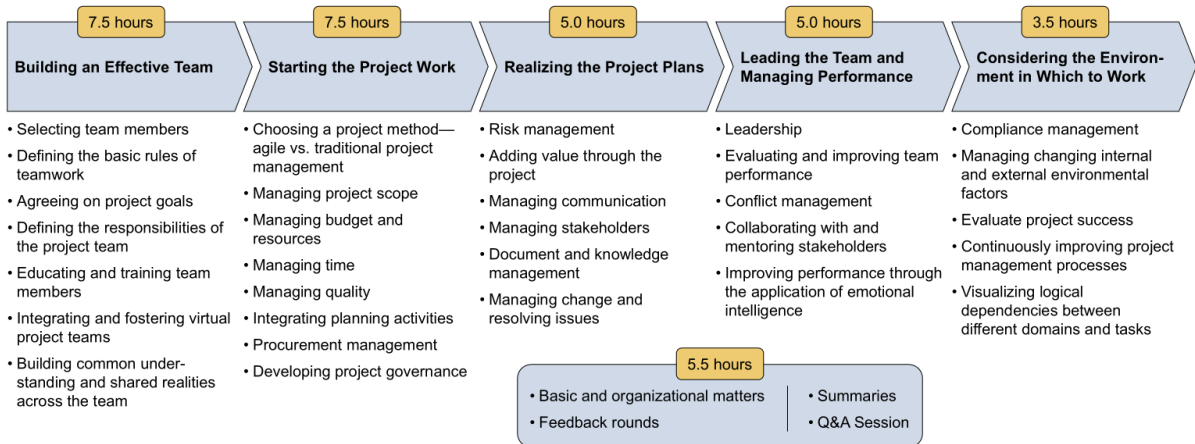 7.5 hours
Building an Effective Team
• Selecting team members
• Defining the basic rules of
teamwork
• Agreeing on project goals
• Defining the responsibilities of
the project team
• Educating and training team
members
• Integrating and fostering virtual
project teams
• Building common under-
standing and shared realities
across the team
7.5 hours
Starting the Project Work
• Choosing a project method—
agile vs. traditional project
management
• Managing project scope
• Managing budget and
resources
• Managing time
• Managing quality
• Integrating planning activities
• Procurement management
• Developing project governance
5.0 hours
Realizing the Project Plans
• Risk management
• Adding value through the
project
• Managing communication
• Managing stakeholders
• Document and knowledge
management
• Managing change and
resolving issues
5.0 hours
Leading the Team and
Managing Performance
• Leadership
• Evaluating and improving team
performance
• Conflict management
• Collaborating with and
mentoring stakeholders
• Improving performance through
the application of emotional
intelligence
3.5 hours
Considering the Environ-
ment in Which to Work
• Compliance management
• Managing changing internal
and external environmental
factors
• Evaluate project success
• Continuously improving project
management processes
• Visualizing logical
dependencies between
different domains and tasks
5.5 hours
• Basic and organizational matters
• Feedback rounds
• Summaries
• Q&A Session